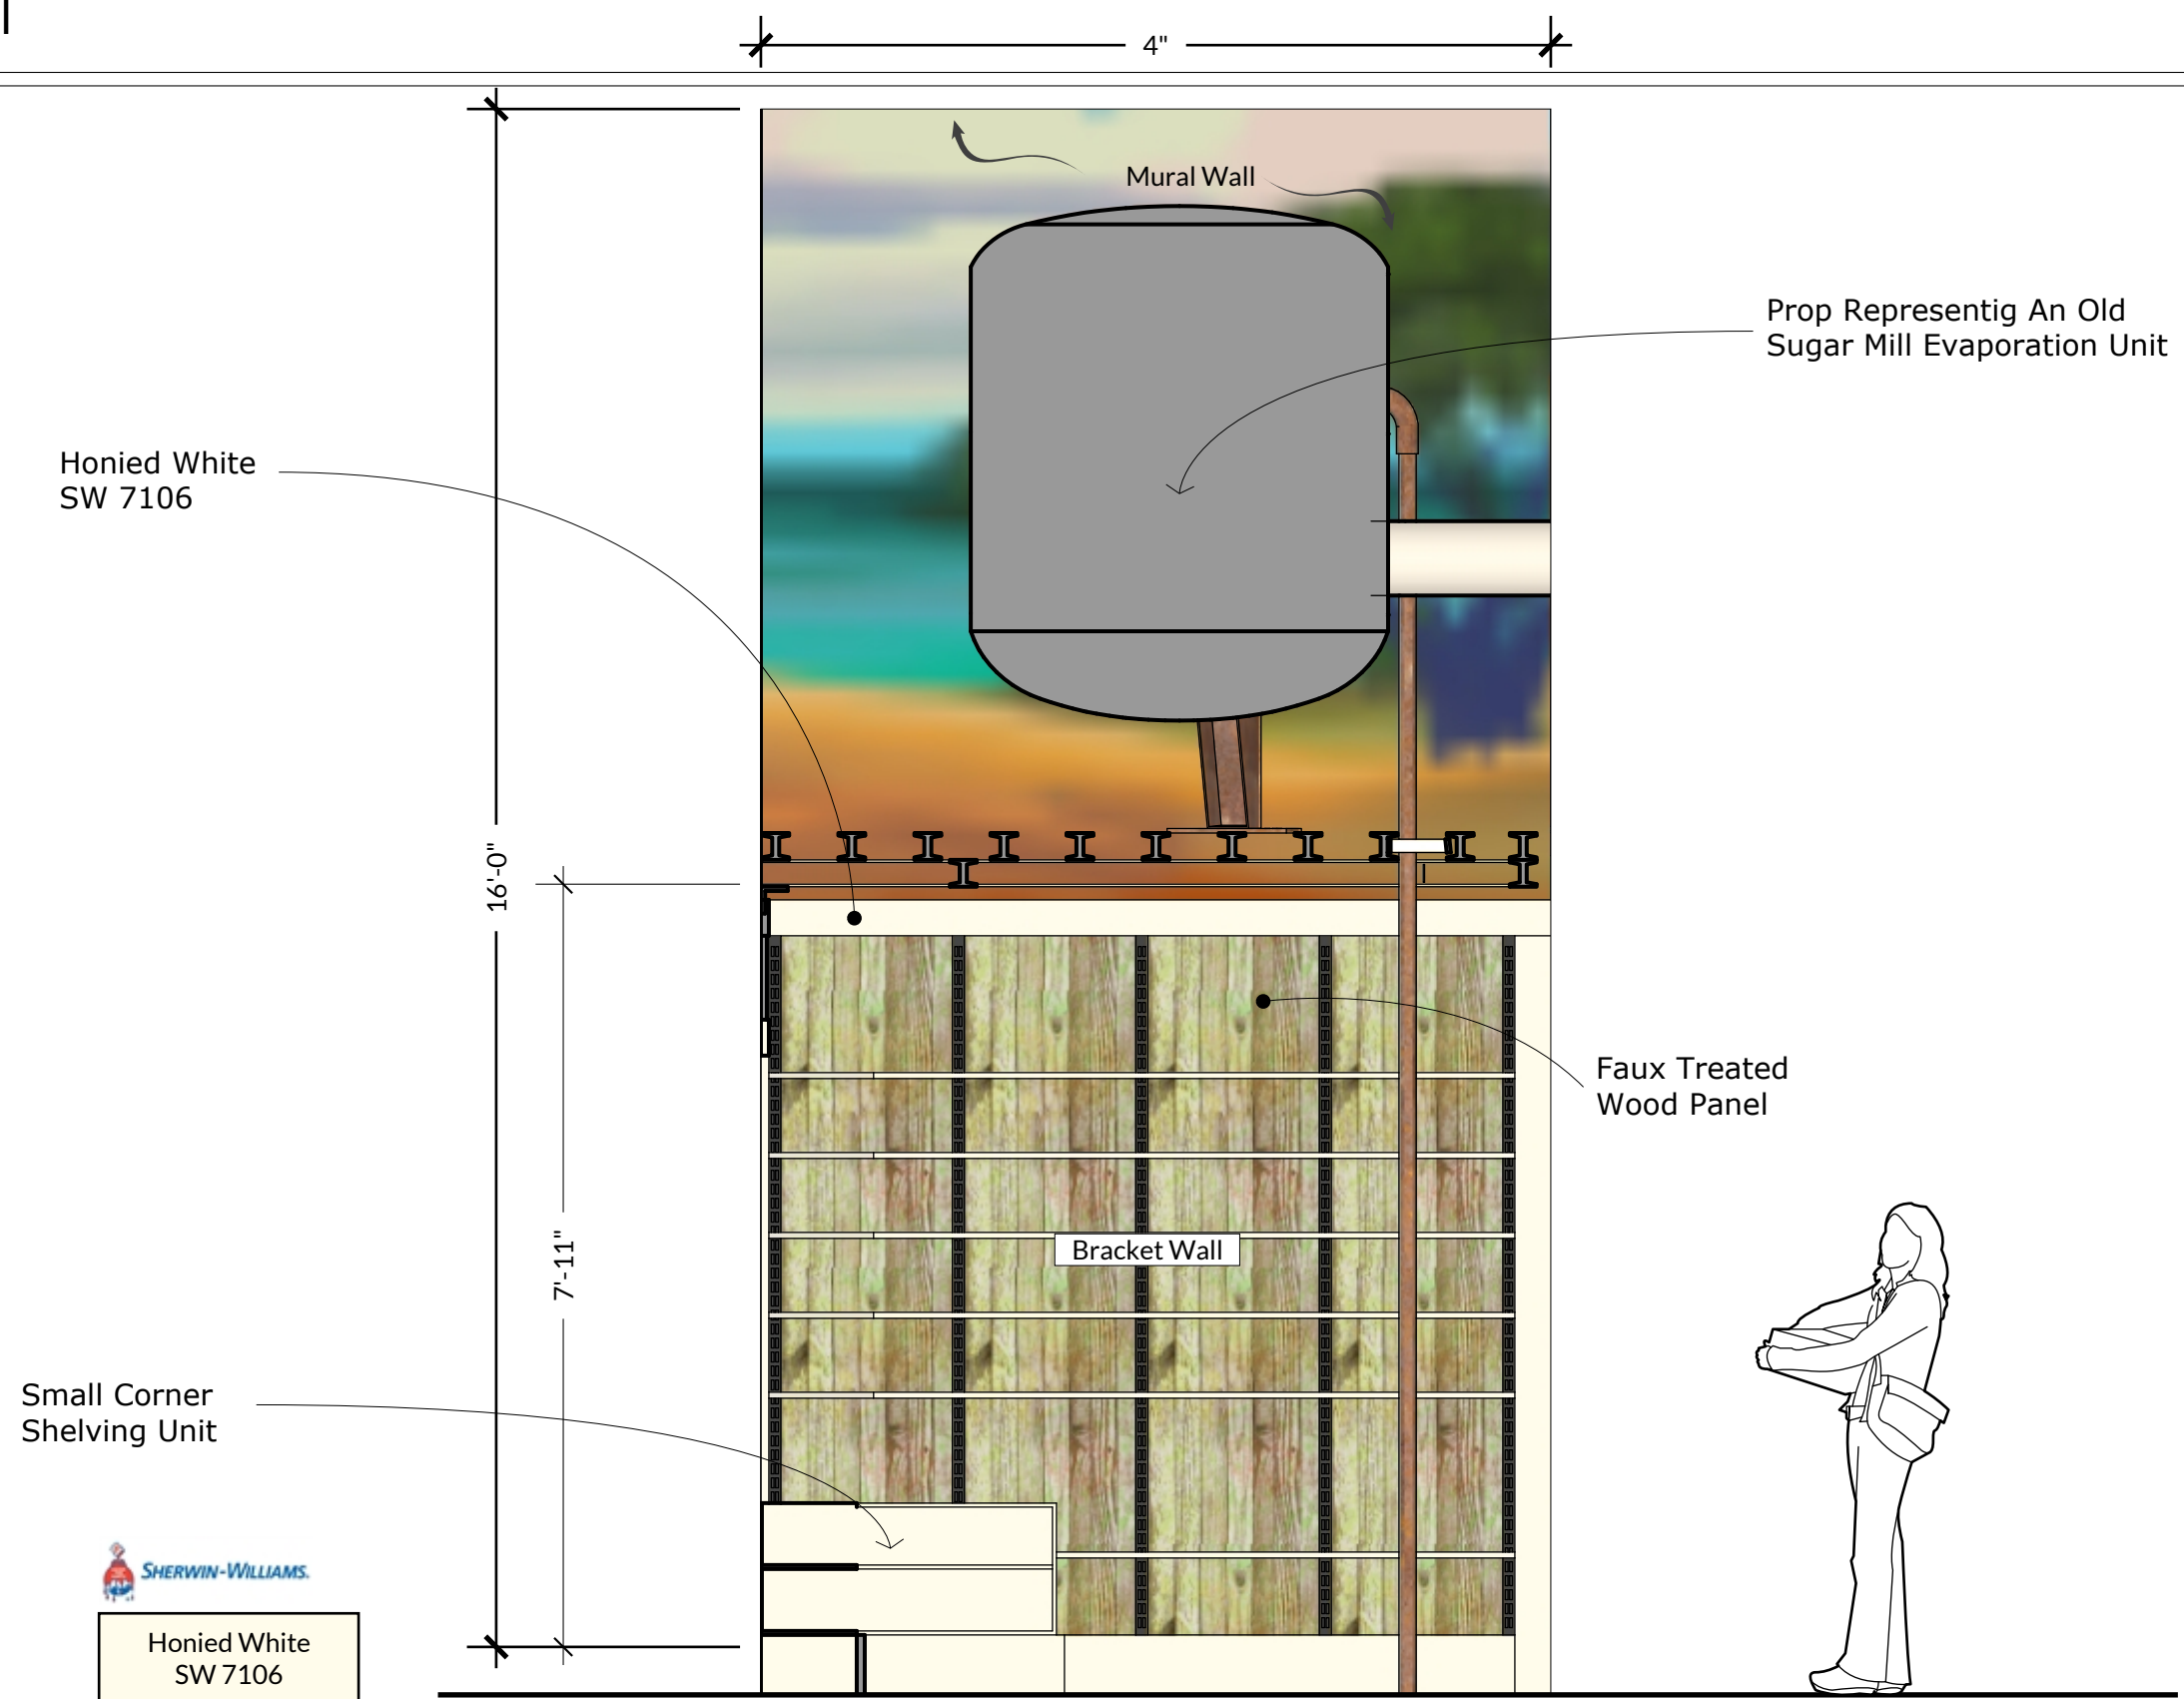 4"
Mural Wall
Prop Representig An Old
Sugar Mill Evaporation Unit
Honied White
SW 7106
16'-0"
7'-11"
Faux Treated
Wood Panel
Bracket Wall
Small Corner
Shelving Unit
SHERWIN-WILLIAMS.
Honied White
SW 7106